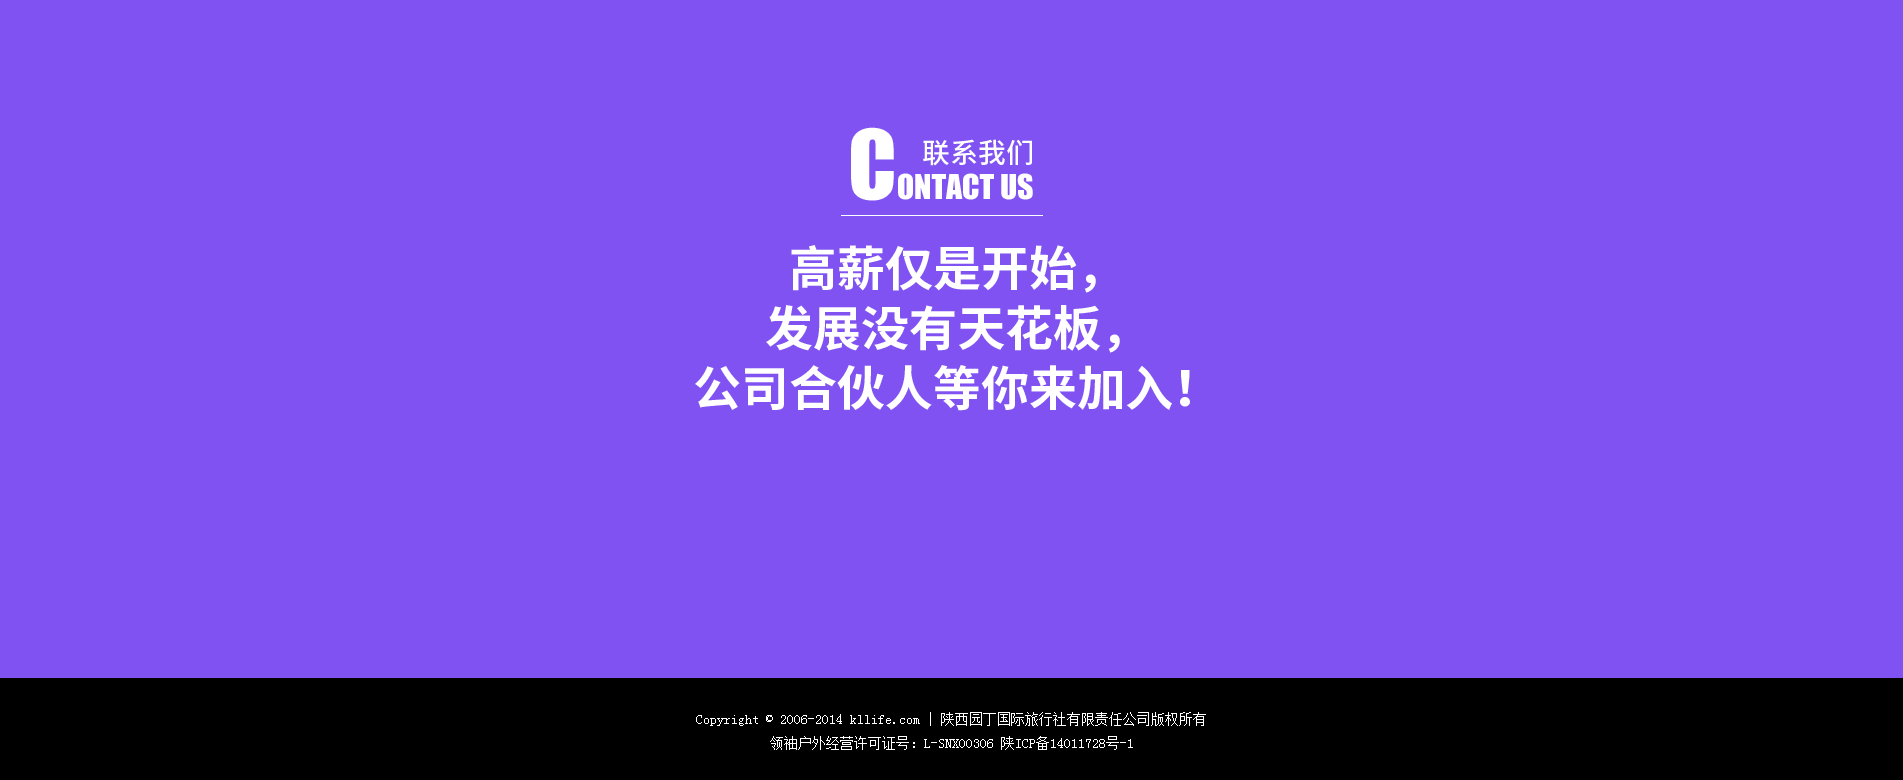 联系我们
CONTACT US
高薪仅是开始，
发展没有天花板，
公司合伙人等你来加入！
Copyright © 2006-2014 kllife.com | 陕西园丁国际旅行社有限责任公司版权所有
领袖户外经营许可证号：L-SNX00306 陕ICP备14011728号-1